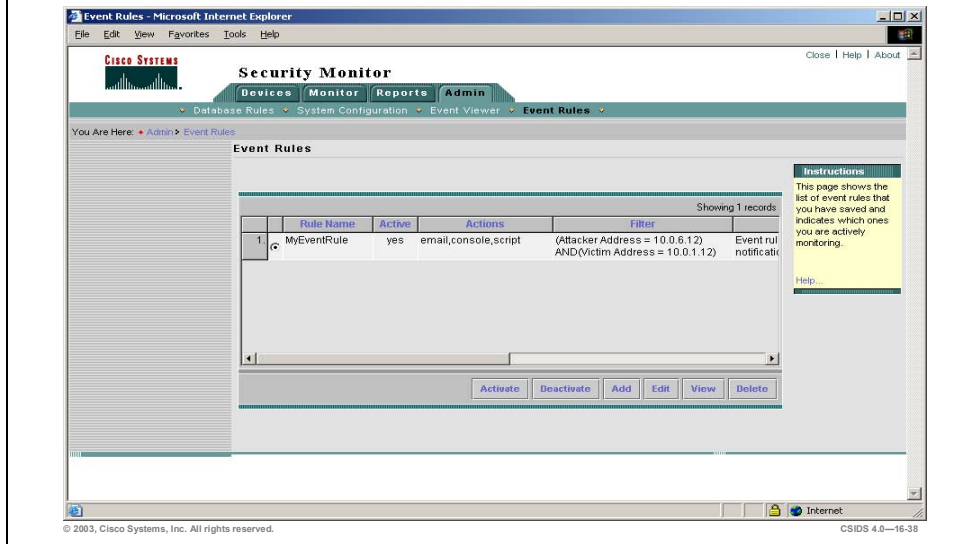 Event Rules - Microsoft Internet Explorer
File Edit View Favorites Tools Help
CISCO SYSTEMS
Close | Help | About
Security Monitor
Devices Monitor Reports Admin
Database Rules System Configuration Event Viewer Event Rules
You Are Here: Admin > Event Rules
Event Rules
Instructions
This page shows the
list of event rules that
you have saved and
indicates which ones
you are actively
monitoring.
Help...
Showing 1 records
Rule Name Active Actions Filter
1. MyEventRule yes email,console,script (Attacker Address = 10.0.6.12) Event rul
AND(Victim Address = 10.0.1.12) notificatio
Activate Deactivate Add Edit View Delete
Internet
© 2003, Cisco Systems, Inc. All rights reserved.
CSIDS 4.0—16-38